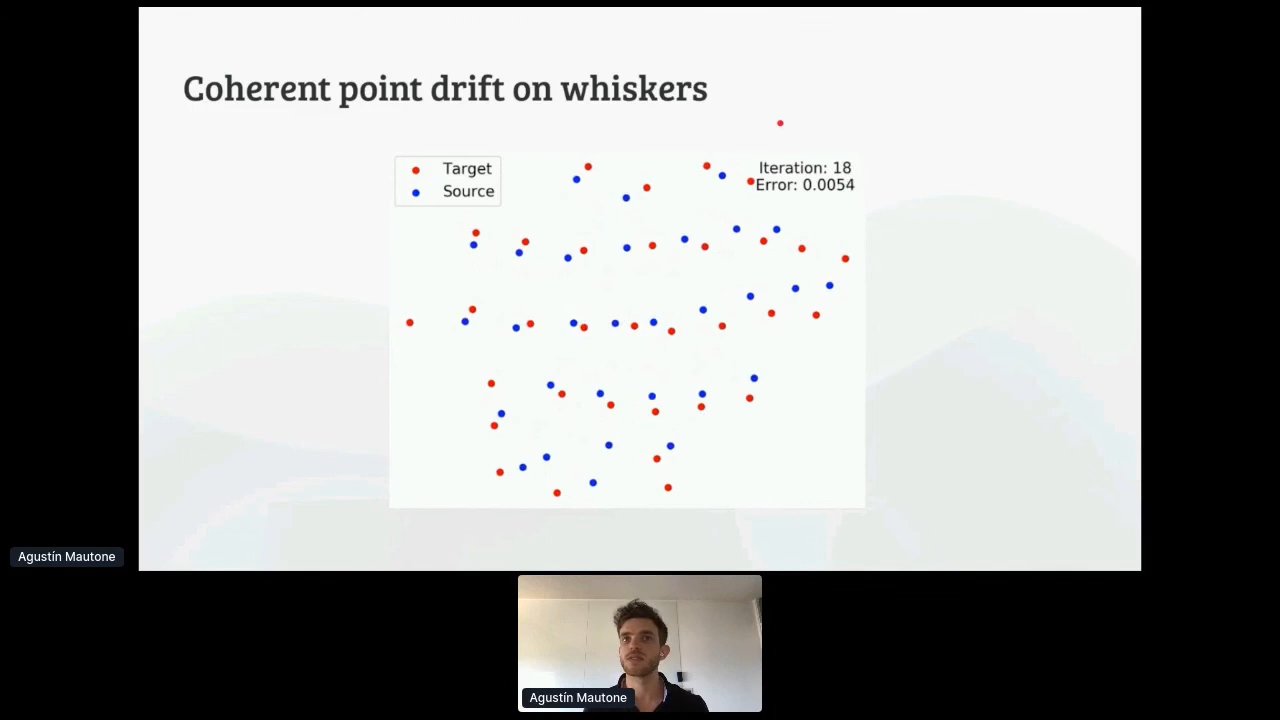 Coherent point drift on whiskers
Target
Source
Iteration: 18
Error: 0.0054
Agustín Mautone
Agustín Mautone